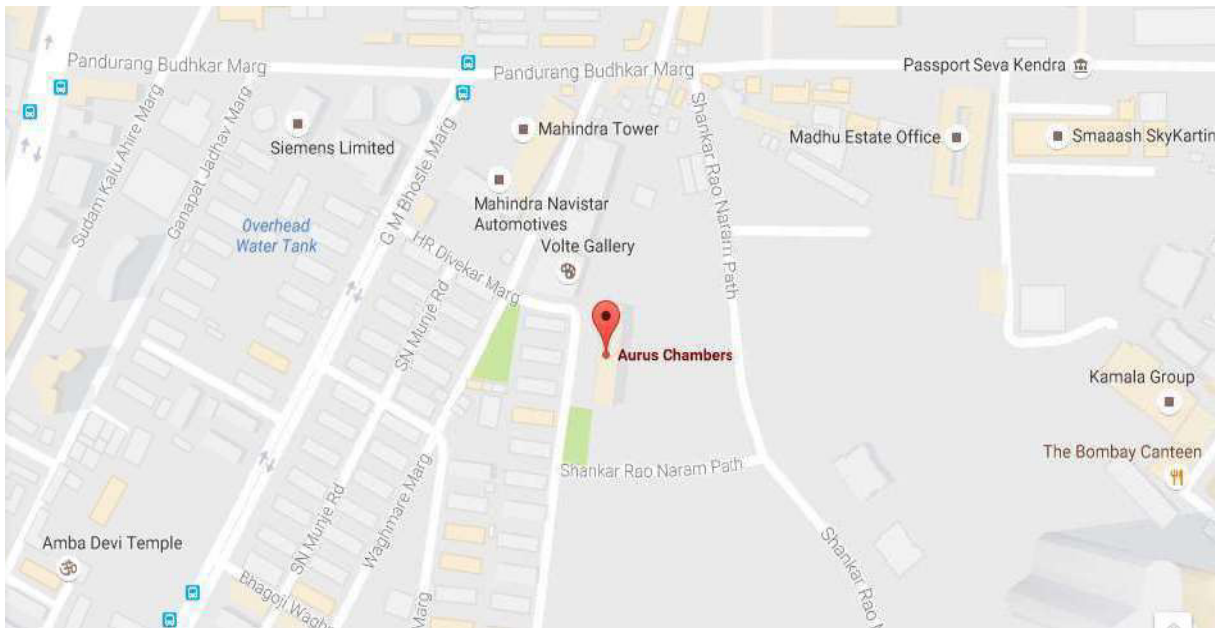 Pandurang Budhkar Marg
Pandurang Budhkar Marg
Passport Seva Kendra
Sudam Kalu Ahire Marg
Ganapat Jadhav Marg
Siemens Limited
G M Bhosle Marg
Mahindra Tower
Shankar Rao Naram Path
Madhu Estate Office
Smaaash SkyKartin
Mahindra Navistar
Automotives
Overhead
Water Tank
HR Divekar Marg
Volte Gallery
SN Munje Rd
Aurus Chambers
Kamala Group
The Bombay Canteen
Shankar Rao Naram Path
Waghmare Marg
SN Munje Rd
Amba Devi Temple
Bhagoji Wagh
Marg
Shankar Rao